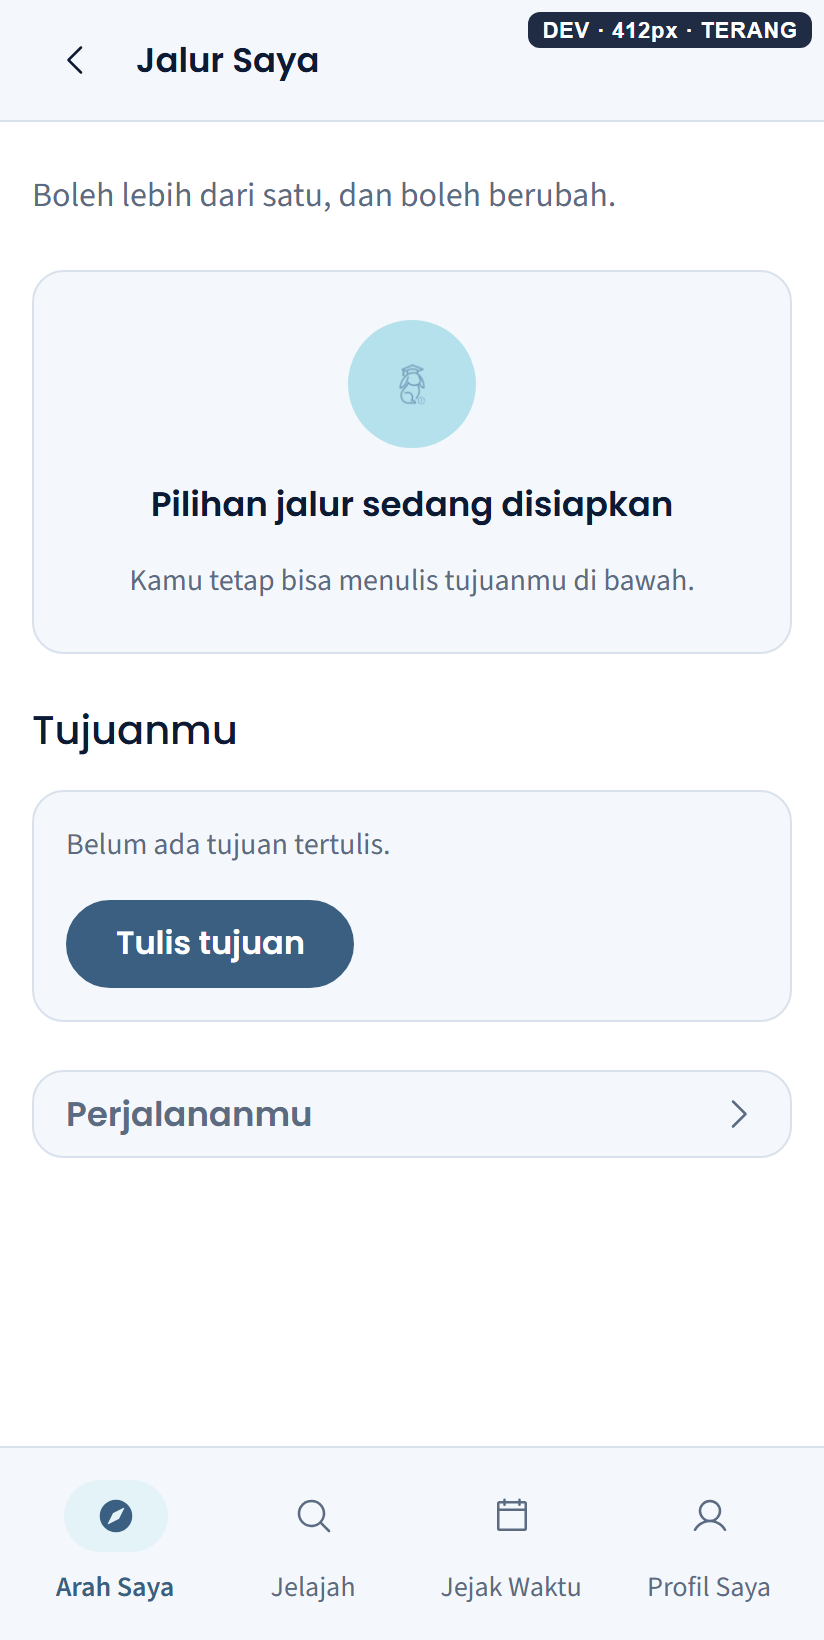 DEV · 412px · TERANG
Jalur Saya
Boleh lebih dari satu, dan boleh berubah.
Pilihan jalur sedang disiapkan
Kamu tetap bisa menulis tujuanmu di bawah.
Tujuanmu
Belum ada tujuan tertulis.
Tulis tujuan
Perjalananmu
Arah Saya
Jelajah
Jejak Waktu
Profil Saya